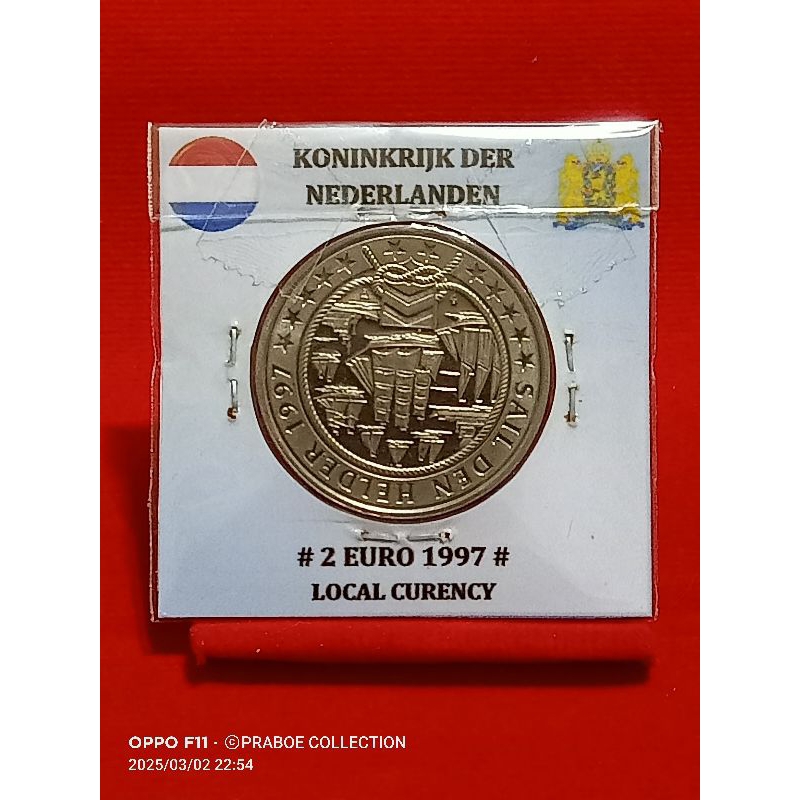 KONINKRIJK DER
NEDERLANDEN
SAIL DEN HELDER 1997
# 2 EURO 1997 #
LOCAL CURENCY
OPPO F11 · ©PRABOE COLLECTION
2025/03/02 22:54